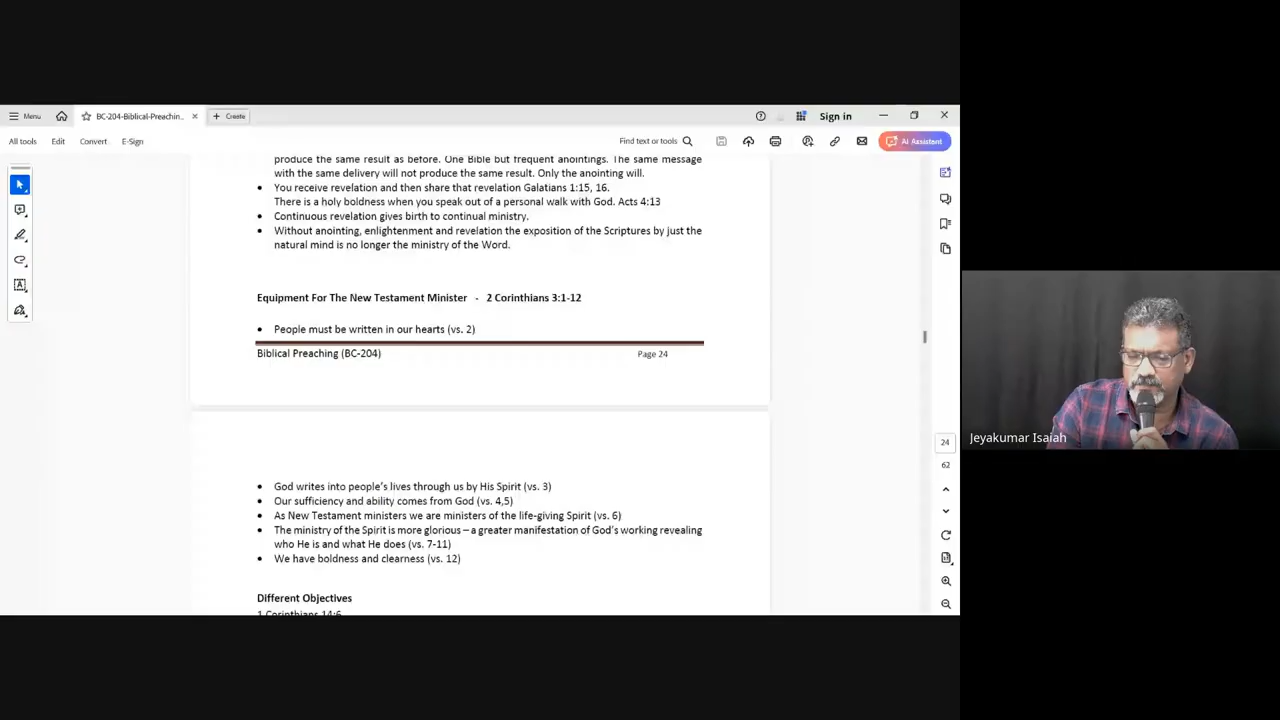 Menu
BC-204-Biblical-Preachin...
Create
Sign in
All tools
Edit
Convert
E-Sign
Find text or tools
AI Assistant
produce the same result as before. One Bible but frequent anointings. The same message
with the same delivery will not produce the same result. Only the anointing will.
• You receive revelation and then share that revelation Galatians 1:15, 16.
There is a holy boldness when you speak out of a personal walk with God. Acts 4:13
• Continuous revelation gives birth to continual ministry.
• Without anointing, enlightenment and revelation the exposition of the Scriptures by just the
natural mind is no longer the ministry of the Word.
Equipment For The New Testament Minister - 2 Corinthians 3:1-12
• People must be written in our hearts (vs. 2)
Biblical Preaching (BC-204) Page 24
• God writes into people's lives through us by His Spirit (vs. 3)
• Our sufficiency and ability comes from God (vs. 4,5)
• As New Testament ministers we are ministers of the life-giving Spirit (vs. 6)
• The ministry of the Spirit is more glorious – a greater manifestation of God's working revealing
who He is and what He does (vs. 7-11)
• We have boldness and clearness (vs. 12)
Different Objectives
1 Corinthians 14:6
24
62
Jeyakumar Isaiah